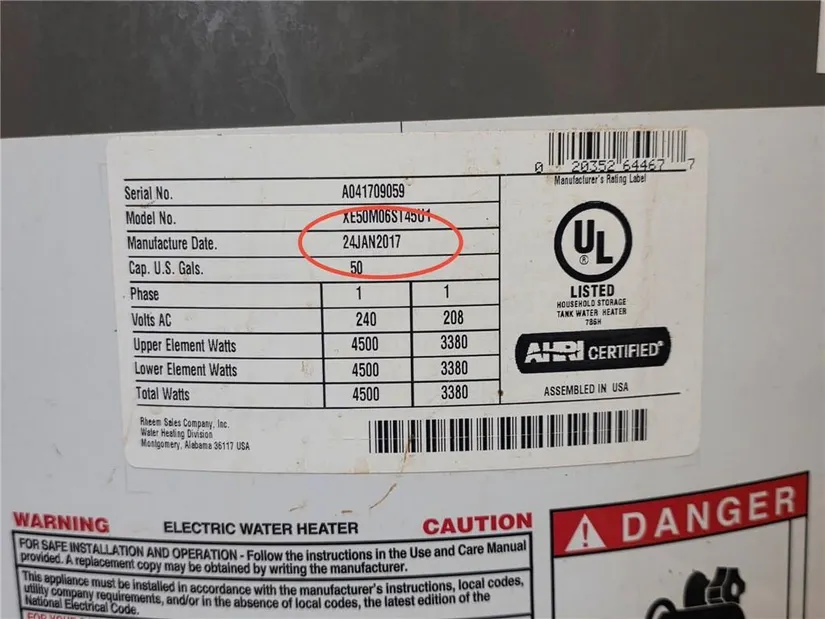 0 20352 64467 7
Manufacturer's Rating Label
Serial No. A041709059
Model No. XE50M06ST45U1
Manufacture Date. 24JAN2017
Cap. U.S. Gals. 50
Phase 1 1
Volts AC 240 208
Upper Element Watts 4500 3380
Lower Element Watts 4500 3380
Total Watts 4500 3380
UL
®
LISTED
HOUSEHOLD STORAGE
TANK WATER HEATER
786H
AHRI CERTIFIED®
ASSEMBLED IN USA
Rheem Sales Company, Inc.
Water Heating Division
Montgomery, Alabama 36117 USA
WARNING ELECTRIC WATER HEATER CAUTION
FOR SAFE INSTALLATION AND OPERATION - Follow the instructions in the Use and Care Manual
provided. A replacement copy may be obtained by writing the manufacturer.
This appliance must be installed in accordance with the manufacturer's instructions, local codes,
utility company requirements, and/or in the absence of local codes, the latest edition of the
National Electrical Code.
FOR YOUR
DANGER